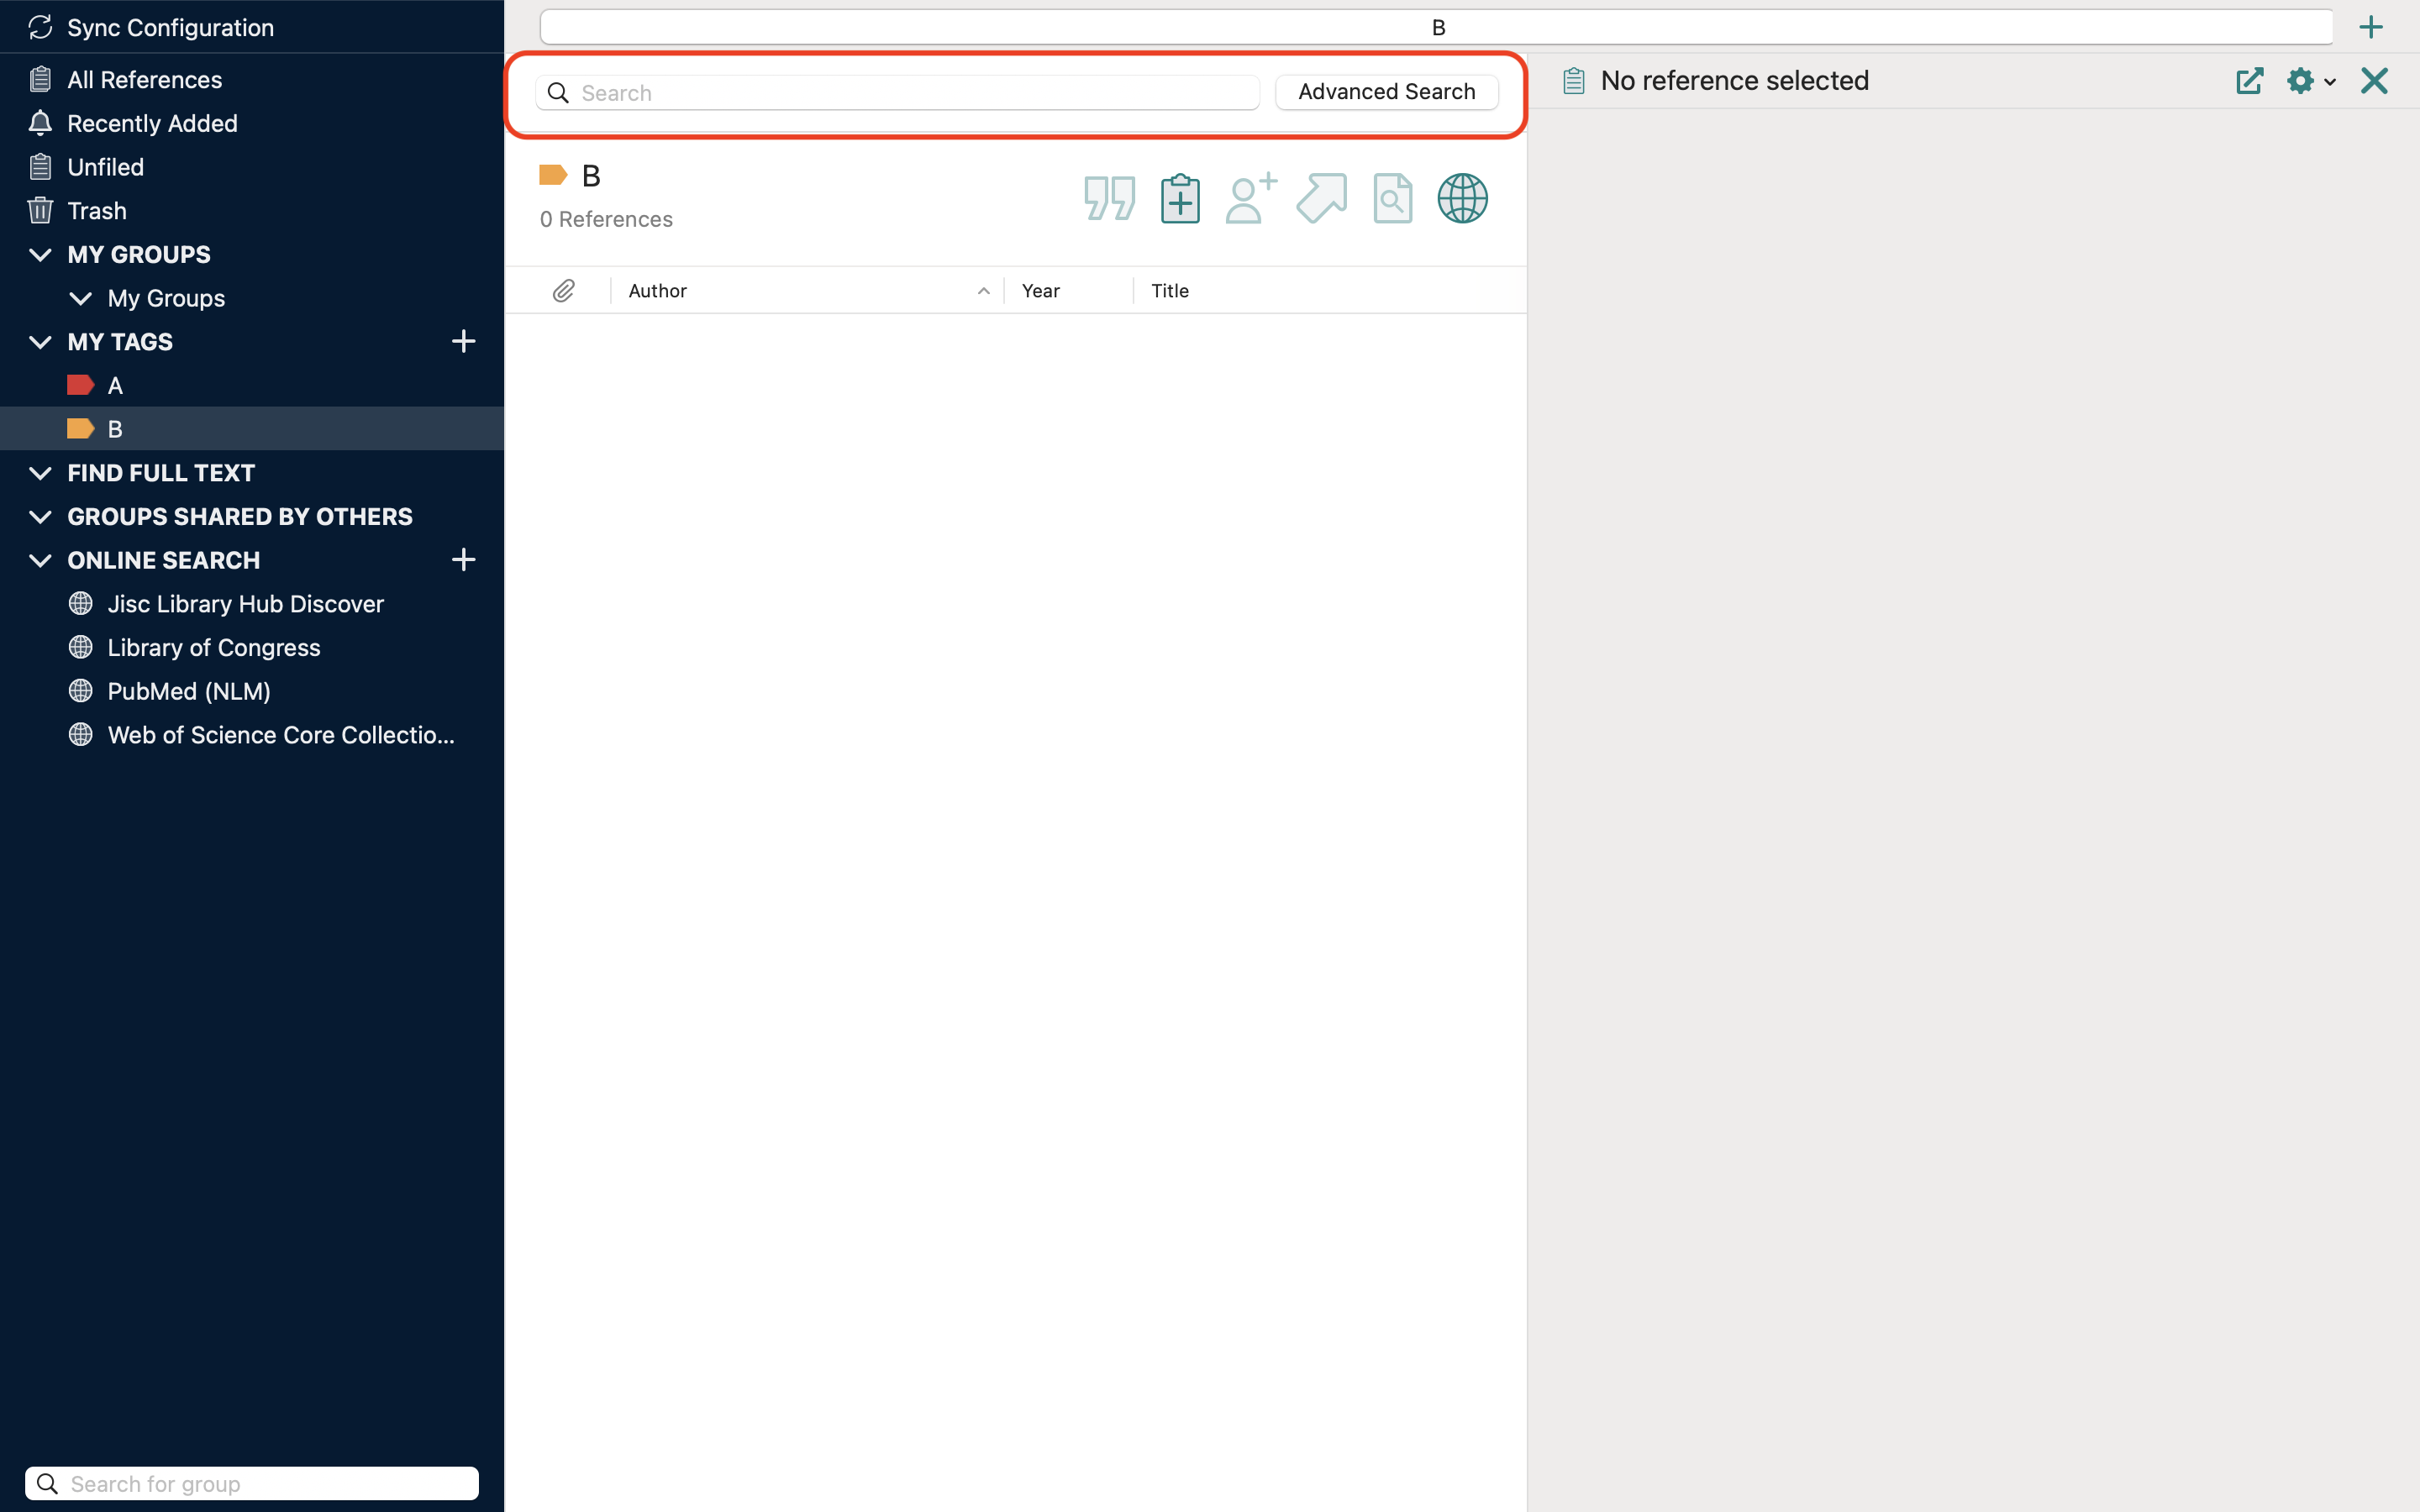 Sync Configuration
All References
Recently Added
Unfiled
Trash
MY GROUPS
My Groups
MY TAGS
A
B
FIND FULL TEXT
GROUPS SHARED BY OTHERS
ONLINE SEARCH
Jisc Library Hub Discover
Library of Congress
PubMed (NLM)
Web of Science Core Collectio...
Search for group
B
Search
Advanced Search
B
0 References
Author
Year
Title
No reference selected